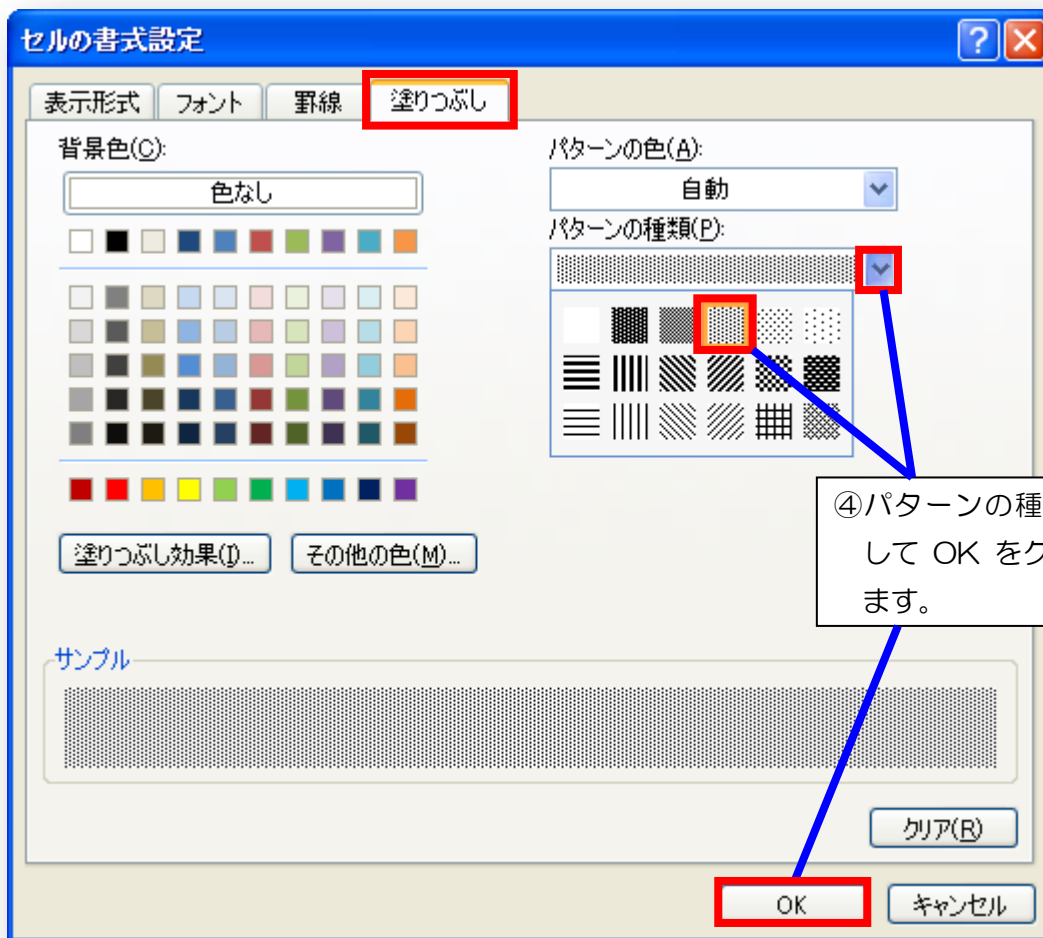 セルの書式設定
表示形式 フォント 罫線 塗りつぶし
背景色(C):
色なし
パターンの色(A):
自動
パターンの種類(P):
塗りつぶし効果(I)... その他の色(M)...
④パターンの種
して OK をク
ます。
サンプル
クリア(R)
OK キャンセル